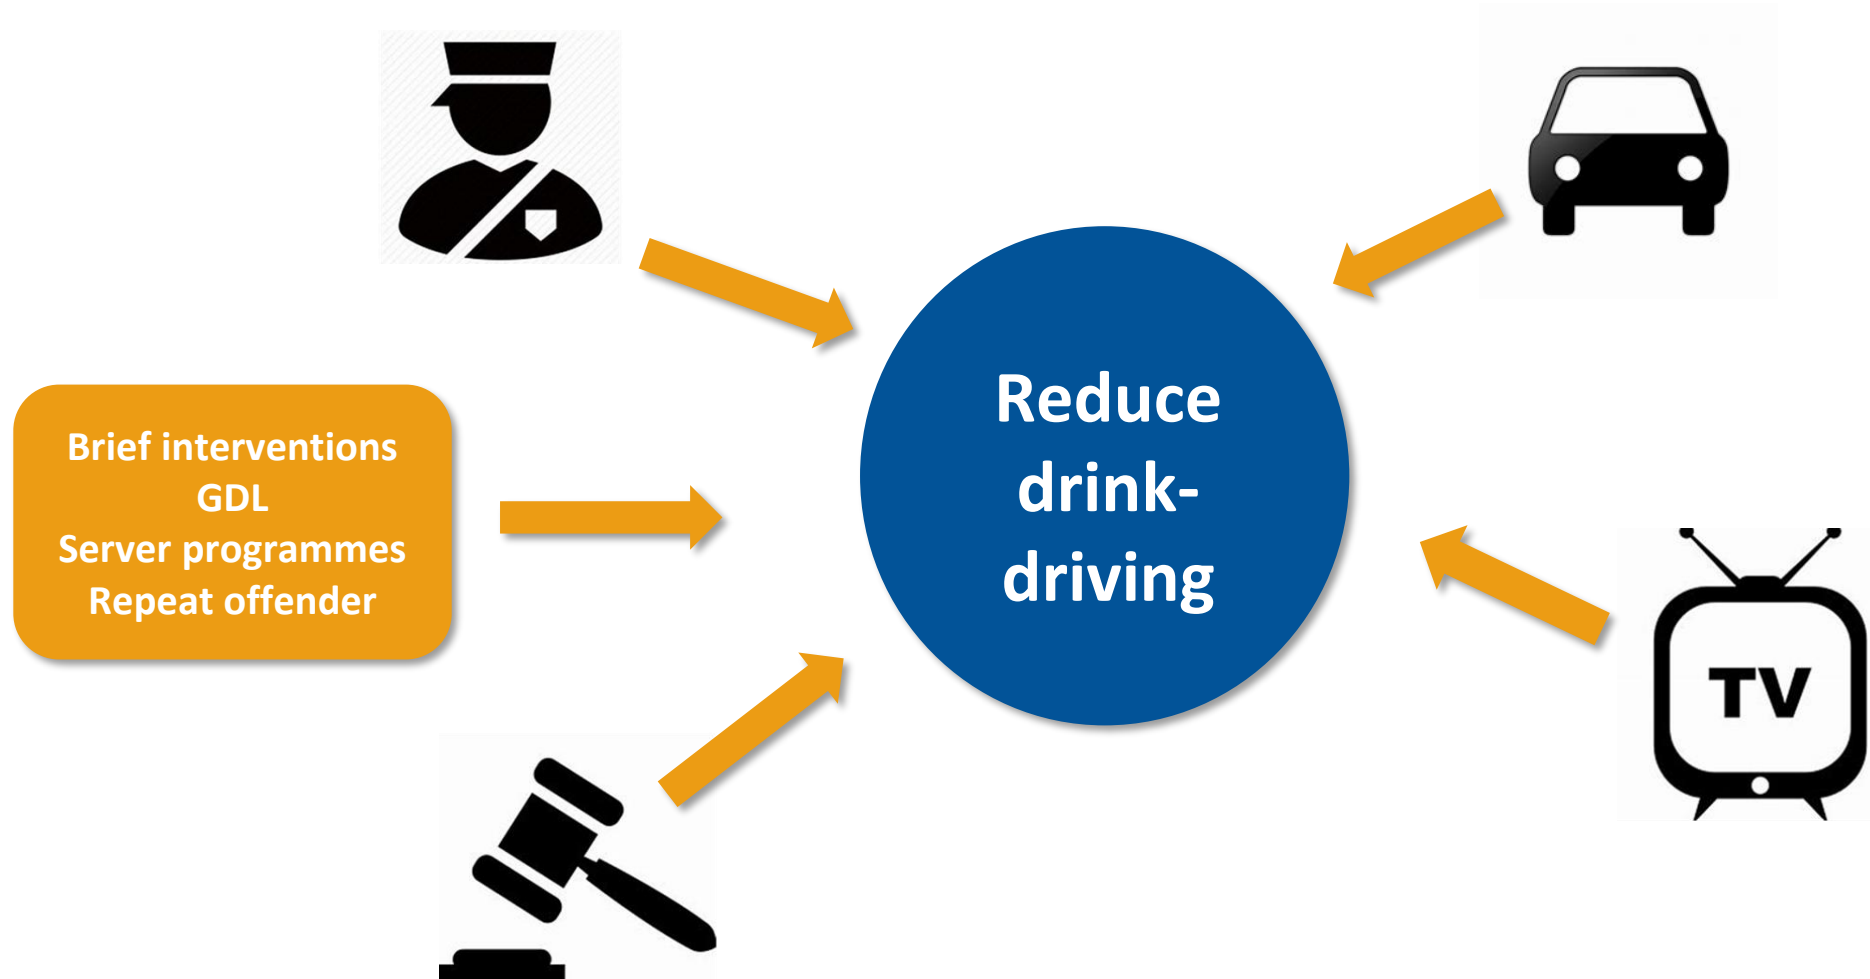 Brief interventions
GDL
Server programmes
Repeat offender
Reduce
drink-
driving
TV